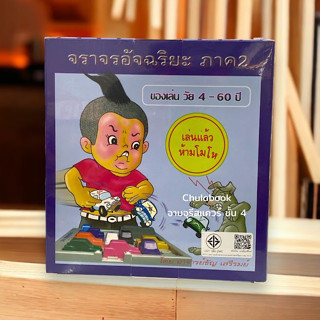 จราจรอัจฉริยะ ภาค2
ของเล่น วัย 4 - 60 ปี
เล่นแล้ว
ห้ามโมโห
Chulabook
จามจุรีสแควร์ ชั้น 4